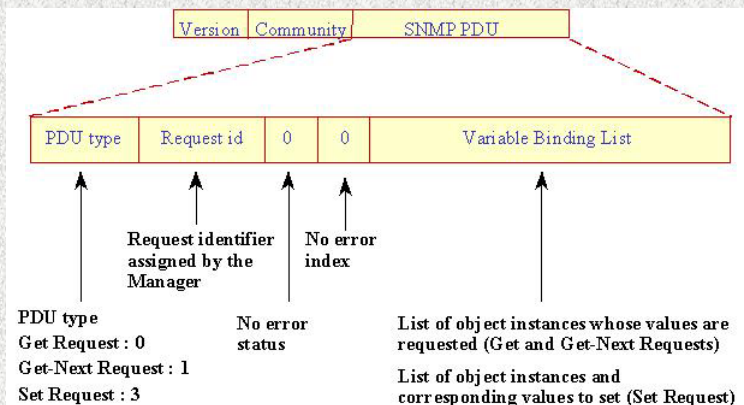 Version Community SNMP PDU
PDU type Request id 0 0 Variable Binding List
Request identifier
assigned by the
Manager
No error
index
PDU type
Get Request : 0
Get-Next Request : 1
Set Request : 3
No error
status
List of object instances whose values are
requested (Get and Get-Next Requests)
List of object instances and
corresponding values to set (Set Request)